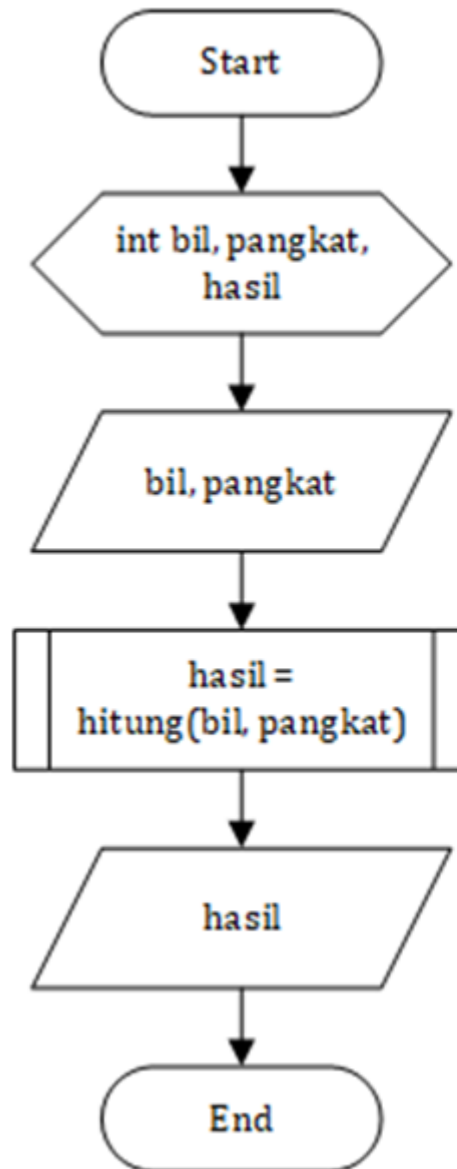 Start
int bil, pangkat,
hasil
bil, pangkat
hasil =
hitung(bil, pangkat)
hasil
End